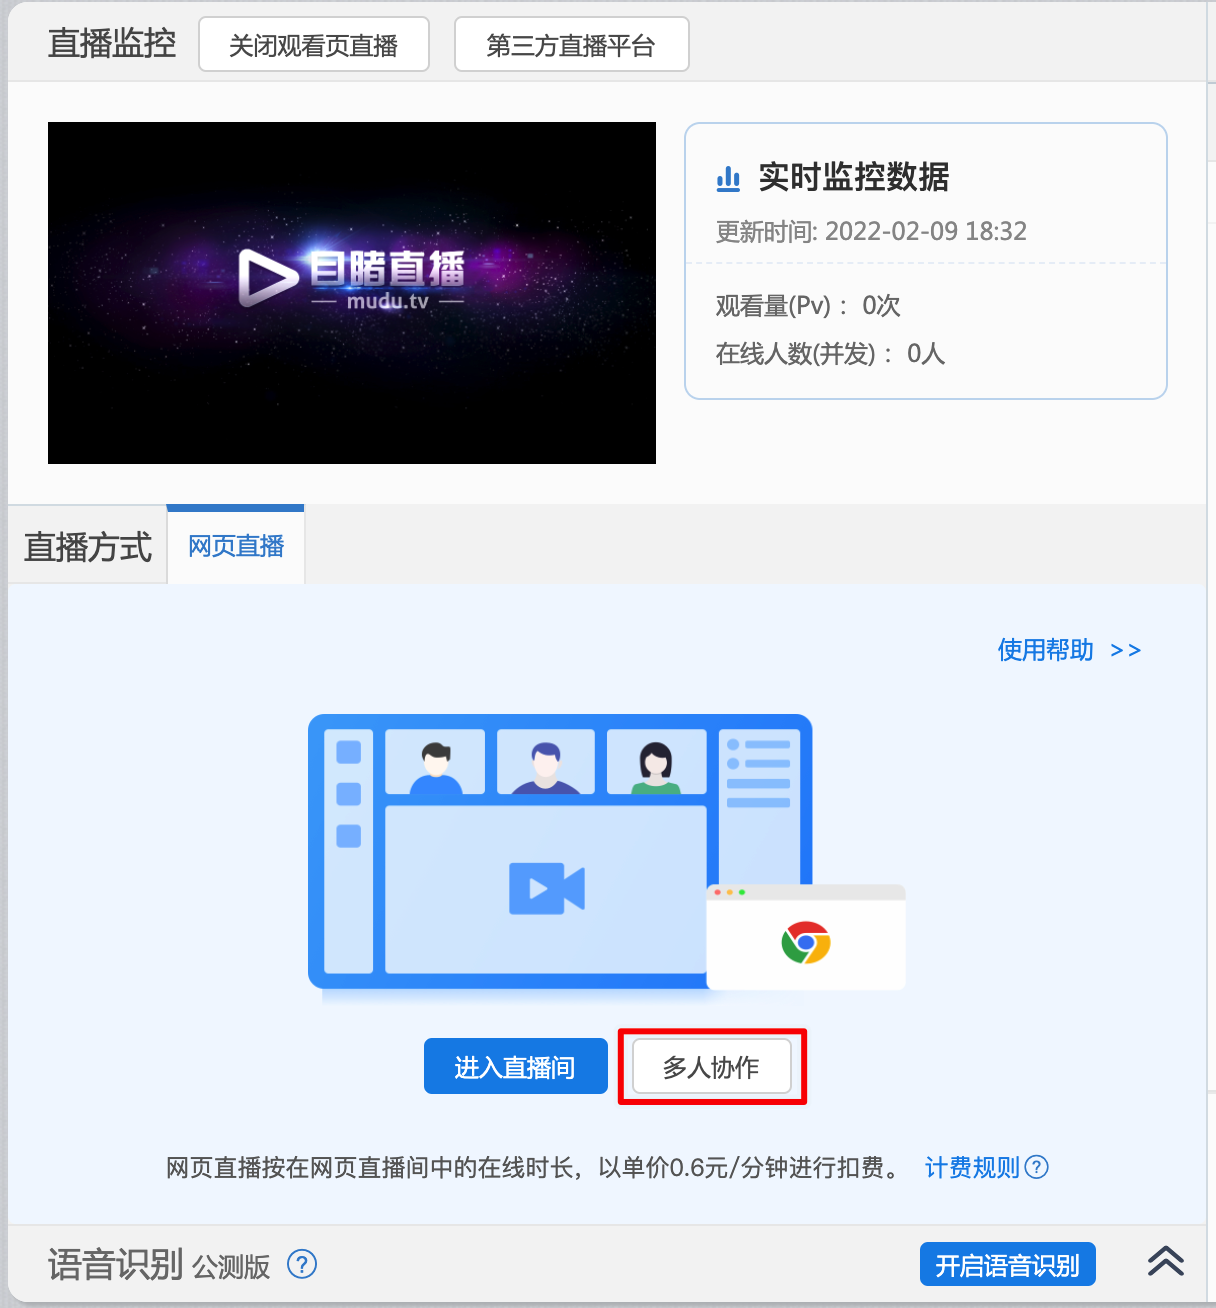 直播监控
关闭观看页直播
第三方直播平台
目睹直播
mudu.tv
实时监控数据
更新时间: 2022-02-09 18:32
观看量(Pv) : 0次
在线人数(并发) : 0人
直播方式
网页直播
使用帮助 >>
进入直播间
多人协作
网页直播按在网页直播间中的在线时长，以单价0.6元/分钟进行扣费。 计费规则?
语音识别 公测版 ?
开启语音识别